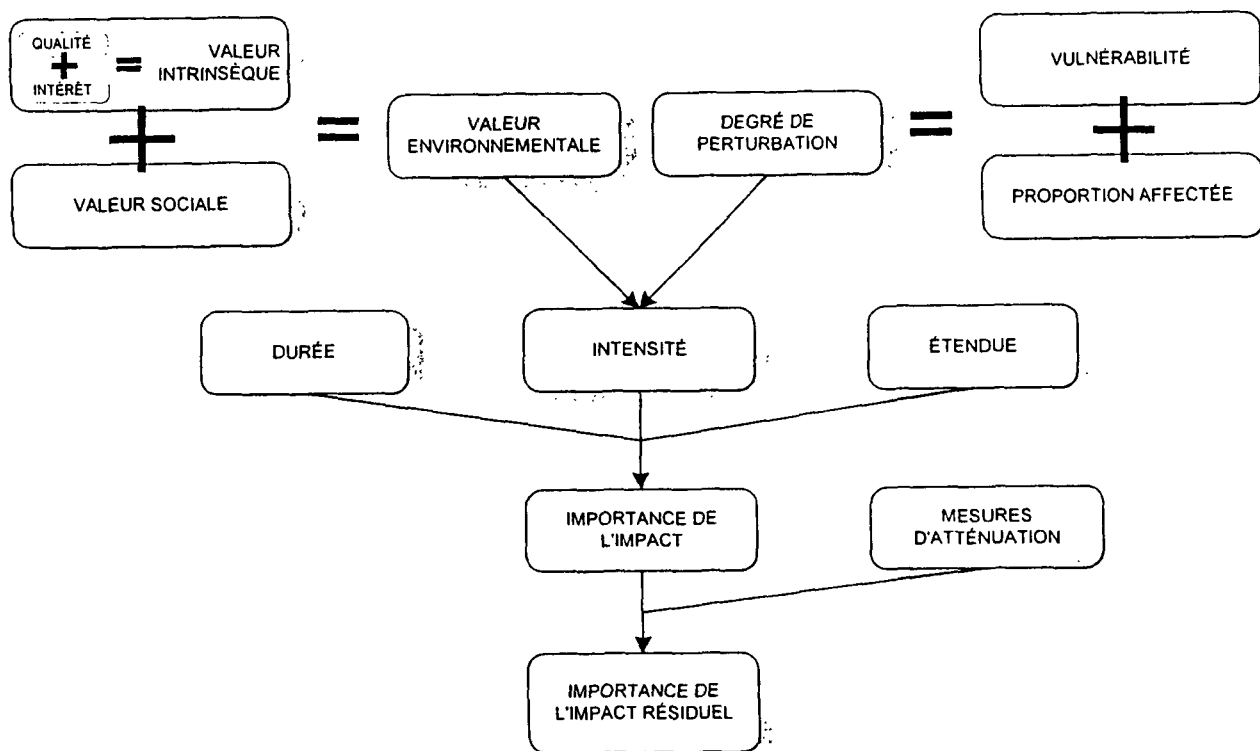 QUALITÉ
+
INTÉRÊT
=
VALEUR
INTRINSÈQUE
+
VALEUR SOCIALE
=
VALEUR
ENVIRONNEMENTALE
DEGRÉ DE
PERTURBATION
=
VULNÉRABILITÉ
+
PROPORTION AFFECTÉE
DURÉE
INTENSITÉ
ÉTENDUE
IMPORTANCE DE
L'IMPACT
MESURES
D'ATTÉNUATION
IMPORTANCE DE
L'IMPACT RÉSIDUEL